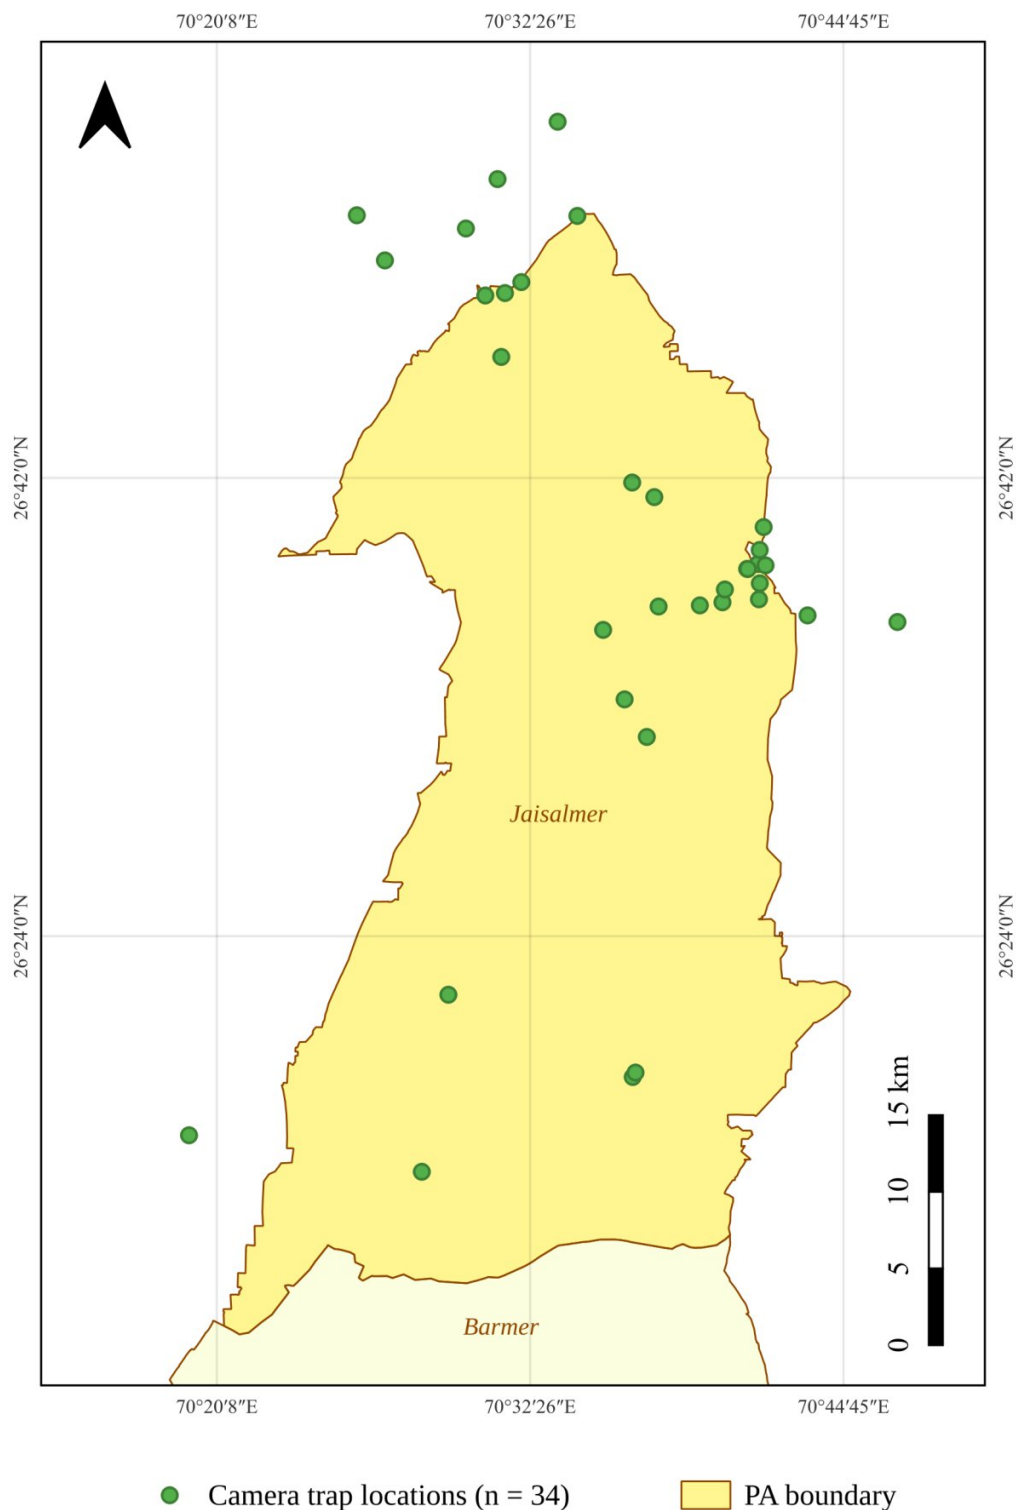 70°20′8″E 70°32′26″E 70°44′45″E
26°42′0″N 26°42′0″N
Jaisalmer
26°24′0″N 26°24′0″N
15 km
10
5
0
Barmer
70°20′8″E 70°32′26″E 70°44′45″E
Camera trap locations (n = 34) PA boundary